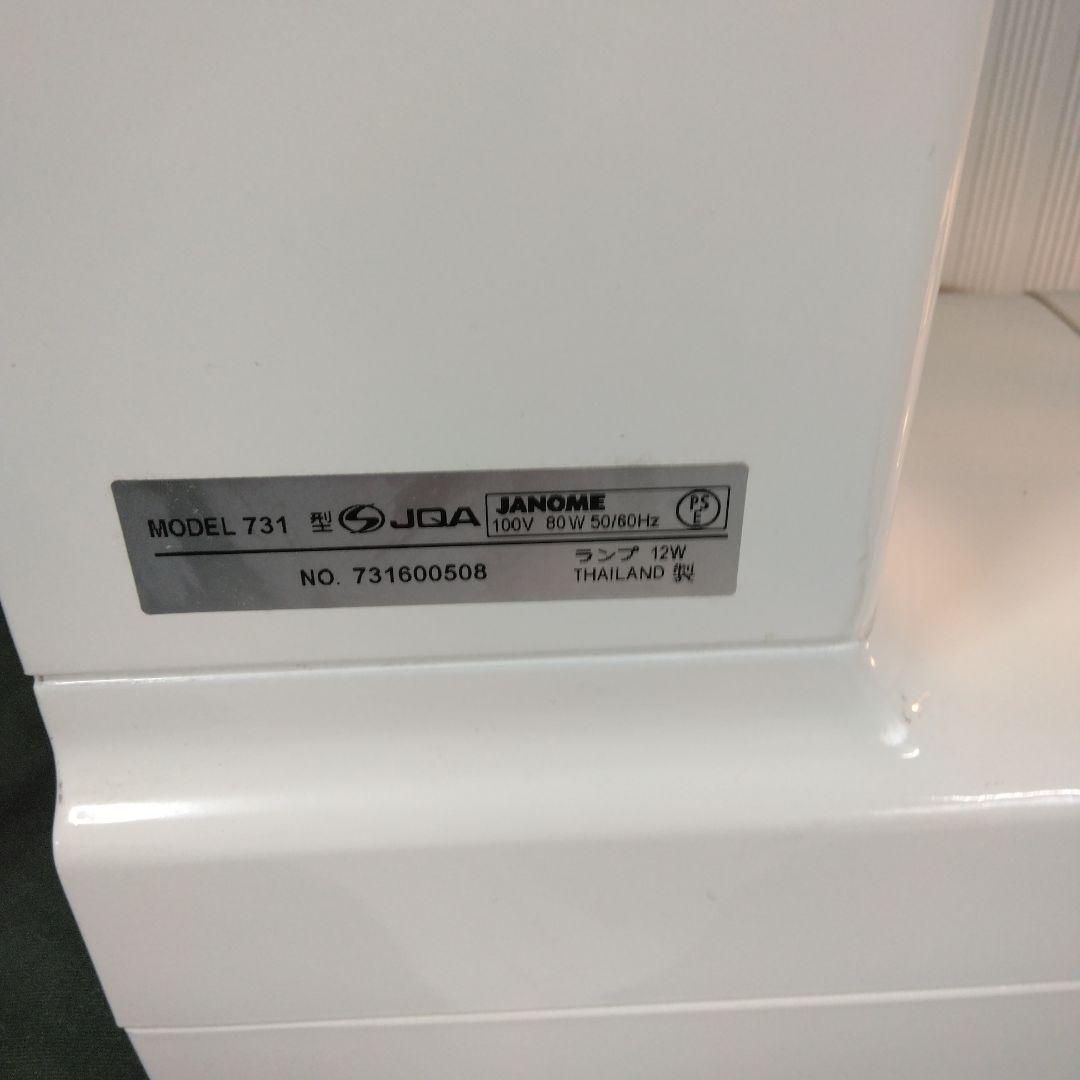 MODEL 731 型 JQA JANOME
100V 80W 50/60Hz PSE
NO. 731600508
ランプ 12W
THAILAND 製